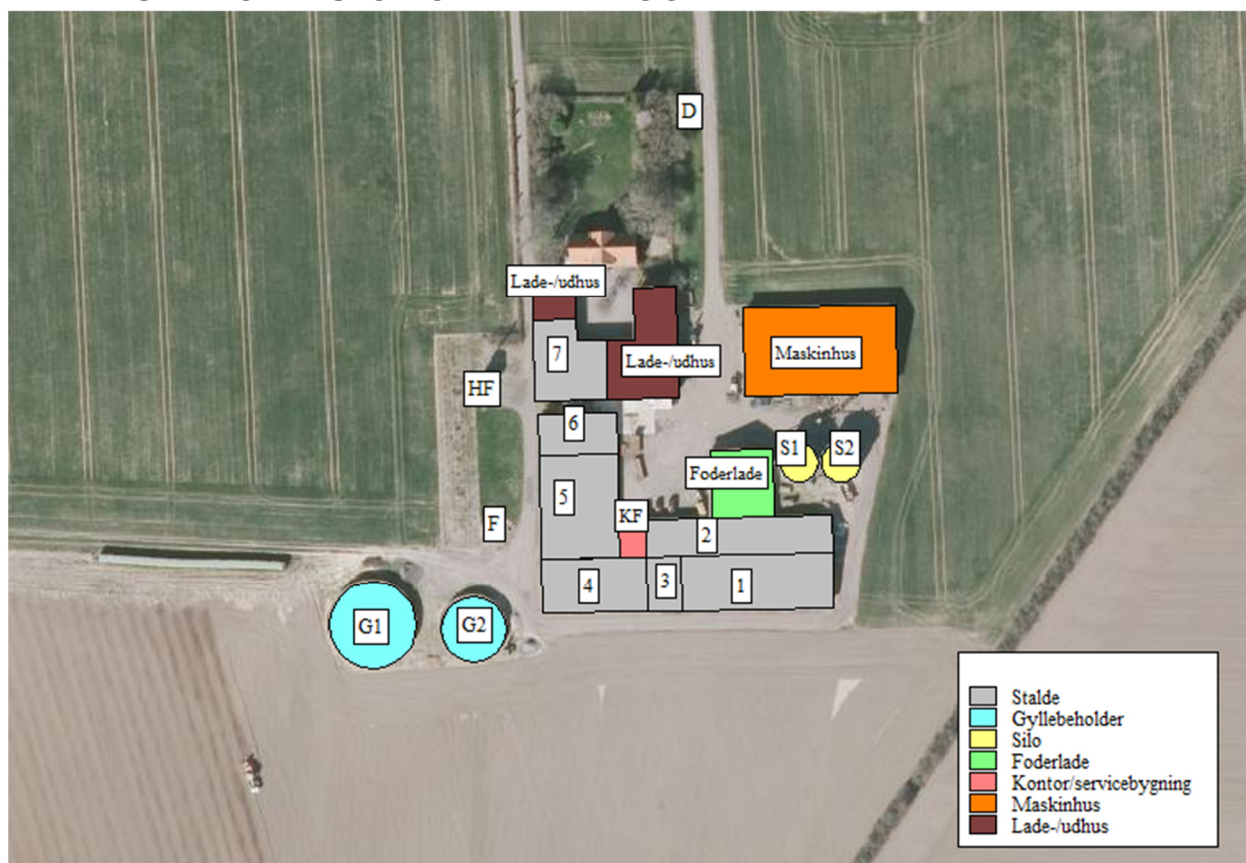 D
Lade-/udhus
7
Lade-/udhus
Maskinhus
HF
6
S1
S2
Foderlade
5
KF
F
2
4
3
1
G1
G2
Stalde
Gyllebeholder
Silo
Foderlade
Kontor/servicebygning
Maskinhus
Lade-/udhus